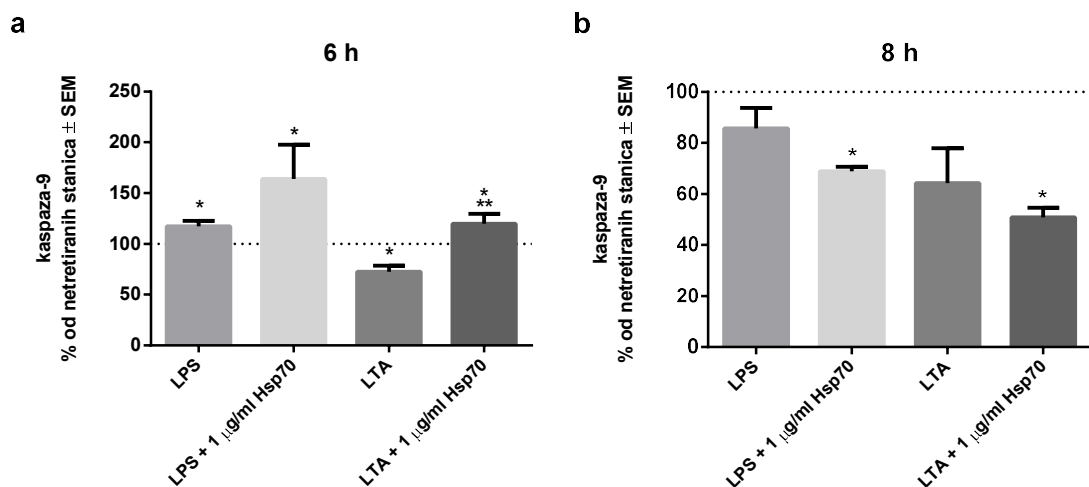 a
6 h
kaspaza-9
% od netretiranih stanica ± SEM
250
200
150
100
50
0
*
*
*
*
**
LPS
LPS + 1 μg/ml Hsp70
LTA
LTA + 1 μg/ml Hsp70
b
8 h
kaspaza-9
% od netretiranih stanica ± SEM
100
80
60
40
20
0
*
*
LPS
LPS + 1 μg/ml Hsp70
LTA
LTA + 1 μg/ml Hsp70